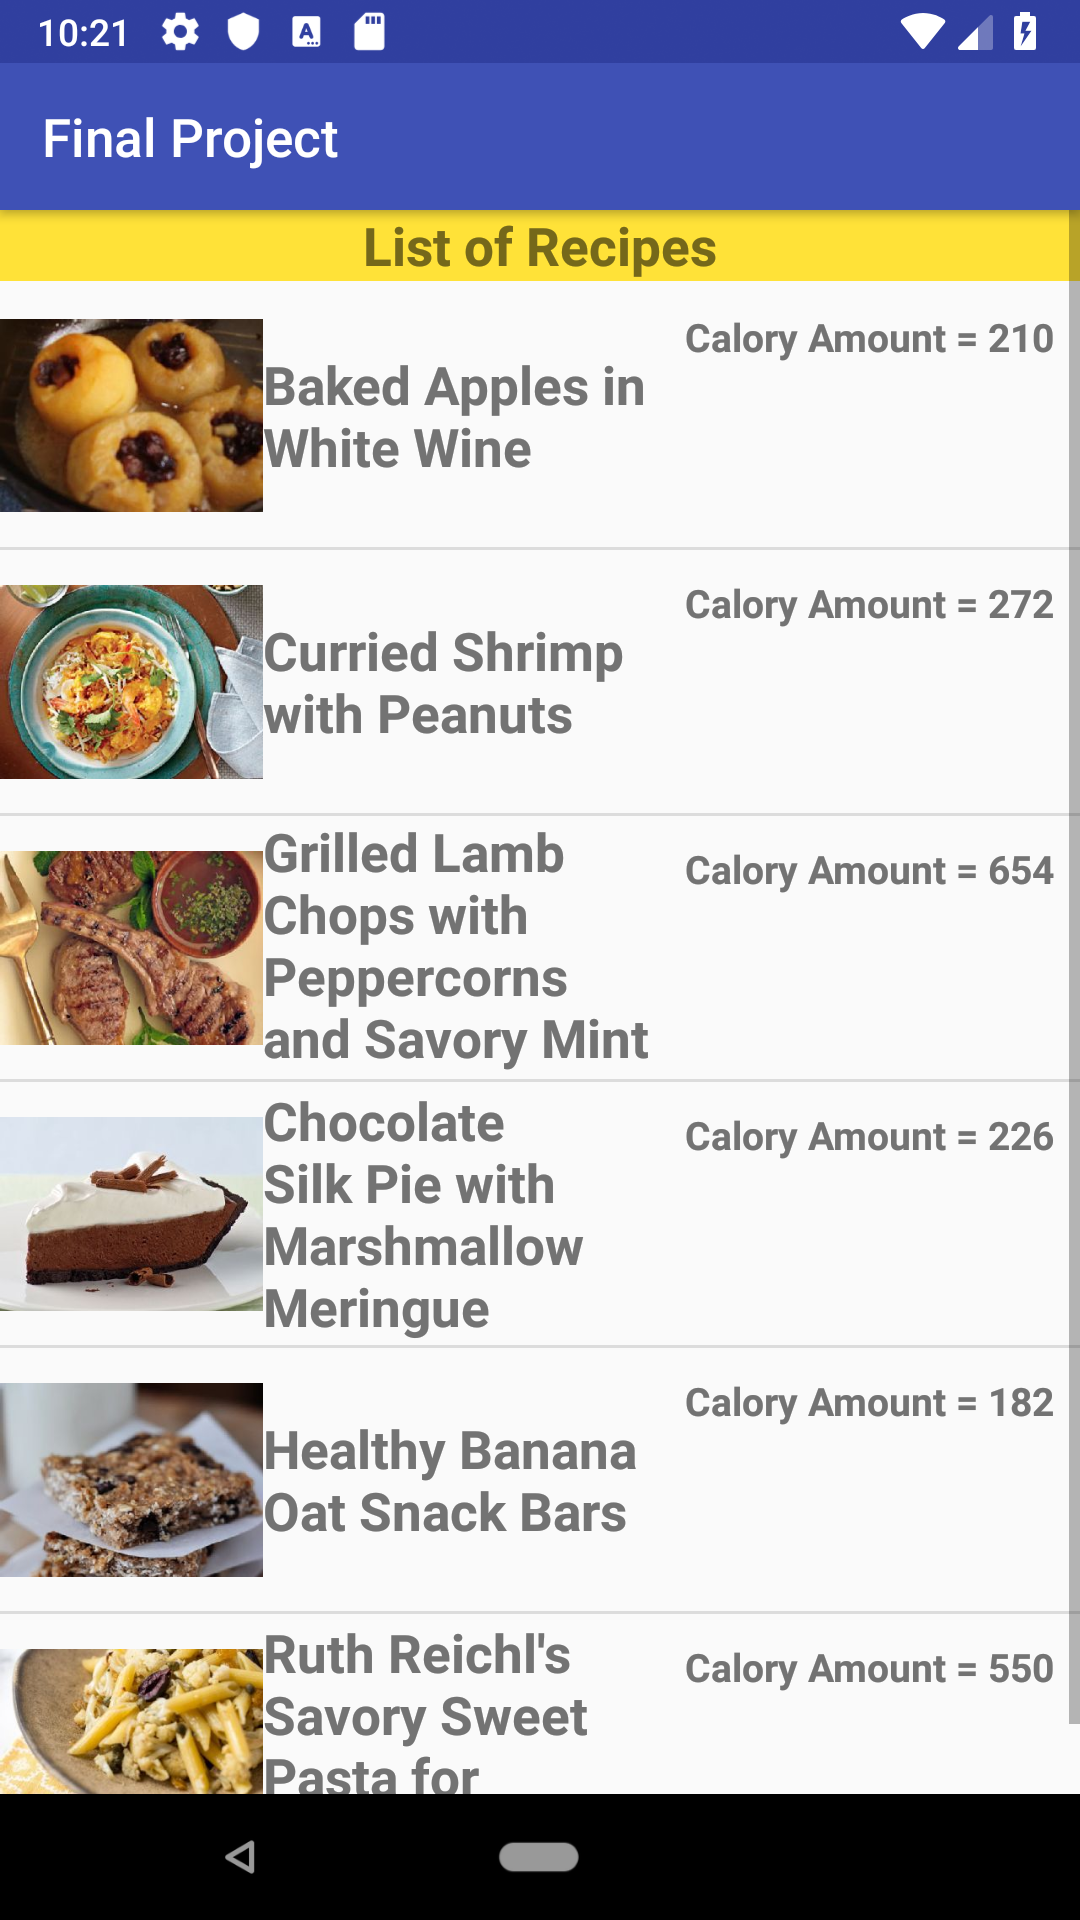 10:21
Final Project
List of Recipes
Calory Amount = 210
Baked Apples in
White Wine
Calory Amount = 272
Curried Shrimp
with Peanuts
Grilled Lamb
Calory Amount = 654
Chops with
Peppercorns
and Savory Mint
Chocolate
Calory Amount = 226
Silk Pie with
Marshmallow
Meringue
Calory Amount = 182
Healthy Banana
Oat Snack Bars
Ruth Reichl's
Calory Amount = 550
Savory Sweet
Pasta for